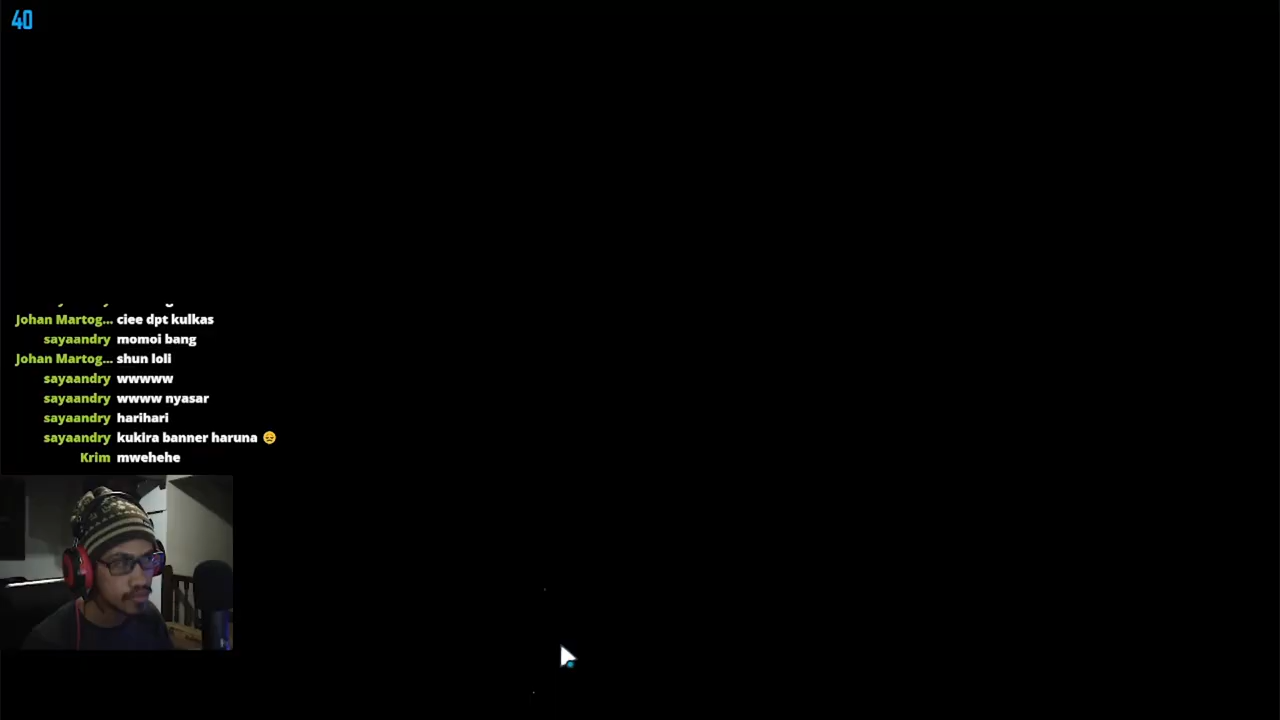 40
Johan Martog... ciee dpt kulkas
sayaandry momoi bang
Johan Martog... shun loli
sayaandry wwwww
sayaandry wwww nyasar
sayaandry harihari
sayaandry kukira banner haruna 😖
Krim mwehehe